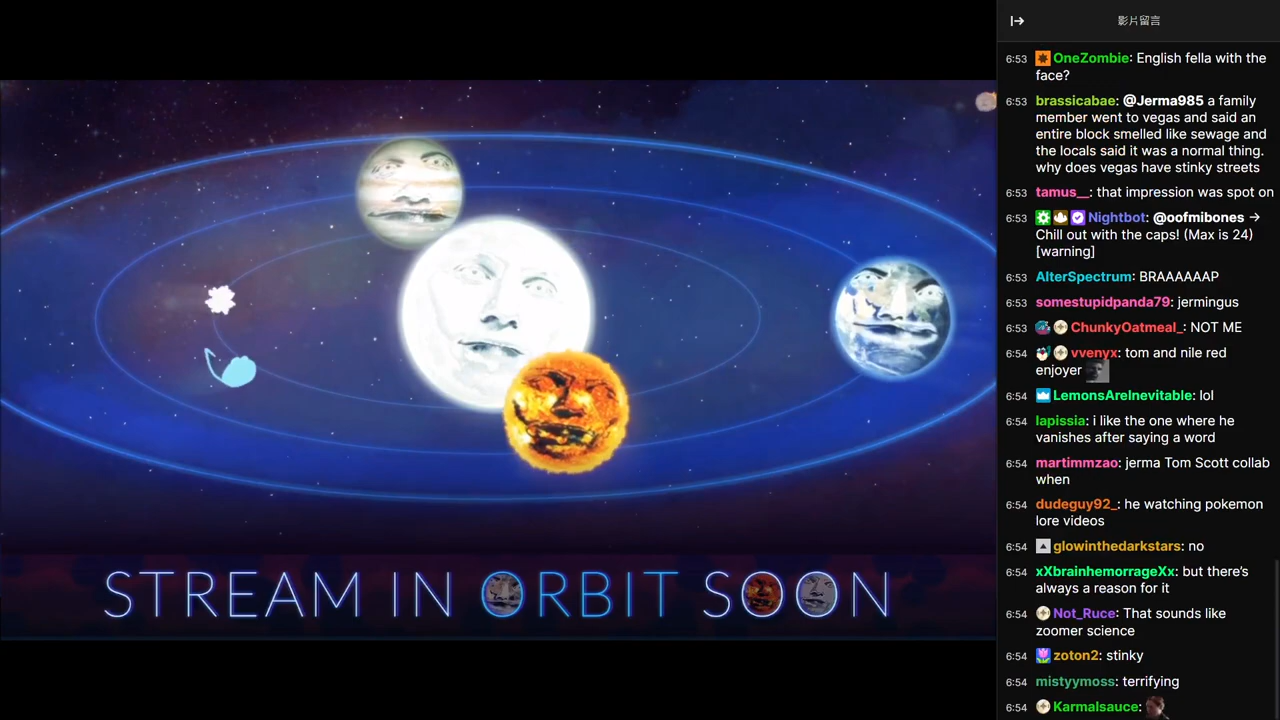 影片留言
6:53 OneZombie: English fella with the
face?
6:53 brassicabae: @Jerma985 a family
member went to vegas and said an
entire block smelled like sewage and
the locals said it was a normal thing.
why does vegas have stinky streets
6:53 tamus__: that impression was spot on
6:53 Nightbot: @oofmibones →
Chill out with the caps! (Max is 24)
[warning]
6:53 AlterSpectrum: BRAAAAAAP
6:53 somestupidpanda79: jermingus
6:53 ChunkyOatmeal_: NOT ME
6:54 vvenyx: tom and nile red
enjoyer
6:54 LemonsAreInevitable: lol
6:54 lapissia: i like the one where he
vanishes after saying a word
6:54 martimmzao: jerma Tom Scott collab
when
6:54 dudeguy92_: he watching pokemon
lore videos
6:54 glowinthedarkstars: no
6:54 xXbrainhemorrageXx: but there's
always a reason for it
6:54 Not_Ruce: That sounds like
zoomer science
6:54 zoton2: stinky
6:54 mistyymoss: terrifying
6:54 Karmalsauce:
STREAM IN ORBIT SOON